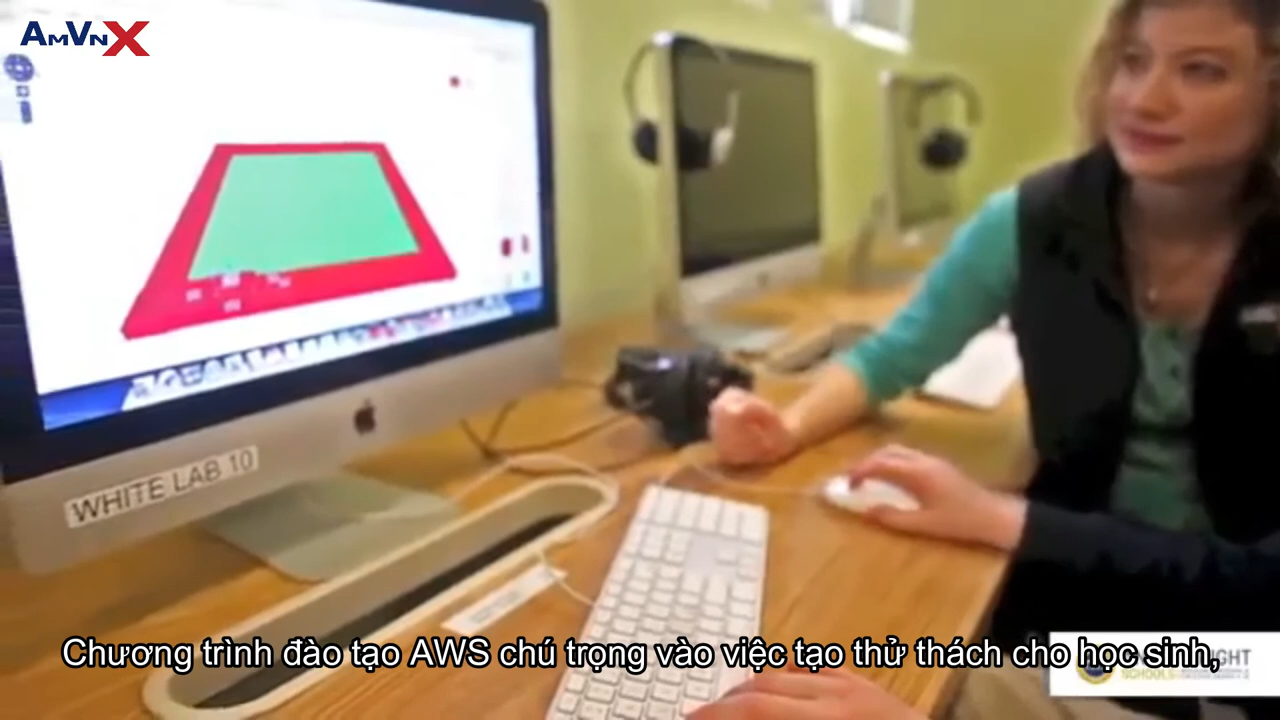 AMVNX
WHITE LAB 10
Chương trình đào tạo AWS chú trọng vào việc tạo thử thách cho học sinh,
SCHOOLS